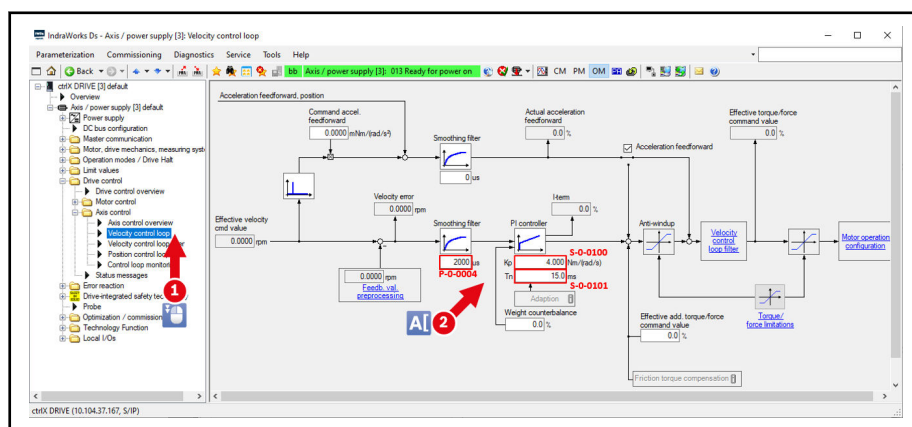 IndraWorks Ds - Axis / power supply [3]: Velocity control loop
Parameterization Commissioning Diagnostics Service Tools Help
Back
bb Axis / power supply [3]: 013 Ready for power on
CM PM OM
ctrlX DRIVE [3] default
Overview
Axis / power supply [3] default
Power supply
DC bus configuration
Master communication
Motor, drive mechanics, measuring syst
Operation modes / Drive Halt
Limit values
Drive control
Drive control overview
Motor control
Axis control
Axis control overview
Velocity control loop
Velocity control loop
Position control lo
Control loop monitor
Status messages
Error reaction
Drive-integrated safety tec
Probe
Optimization / commission
Technology Function
Local I/Os
1
Acceleration feedforward, position
Command accel.
feedforward
0.0000 mNm/(rad/s²)
Smoothing filter
0 us
Actual acceleration
feedforward
0.0 %
Acceleration feedforward
Effective torque/force
command value
0.0 %
Effective velocity
cmd value
0.0000 rpm
Velocity error
0.0000 rpm
0.0000 rpm
Feedb. val.
preprocessing
Smoothing filter
2000 us
P-0-0004
PI controller
I-term
0.0 %
S-0-0100
Kp 4.000 Nm/(rad/s)
Tn 15.0 ms
S-0-0101
Adaption
Weight counterbalance
0.0 %
A[ 2
Anti-windup
Velocity
control
loop filter
Motor operation
configuration
Torque/
force limitations
Effective add. torque/force
command value
0.0 %
Friction torque compensation
ctrlX DRIVE (10.104.37.167, S/IP)